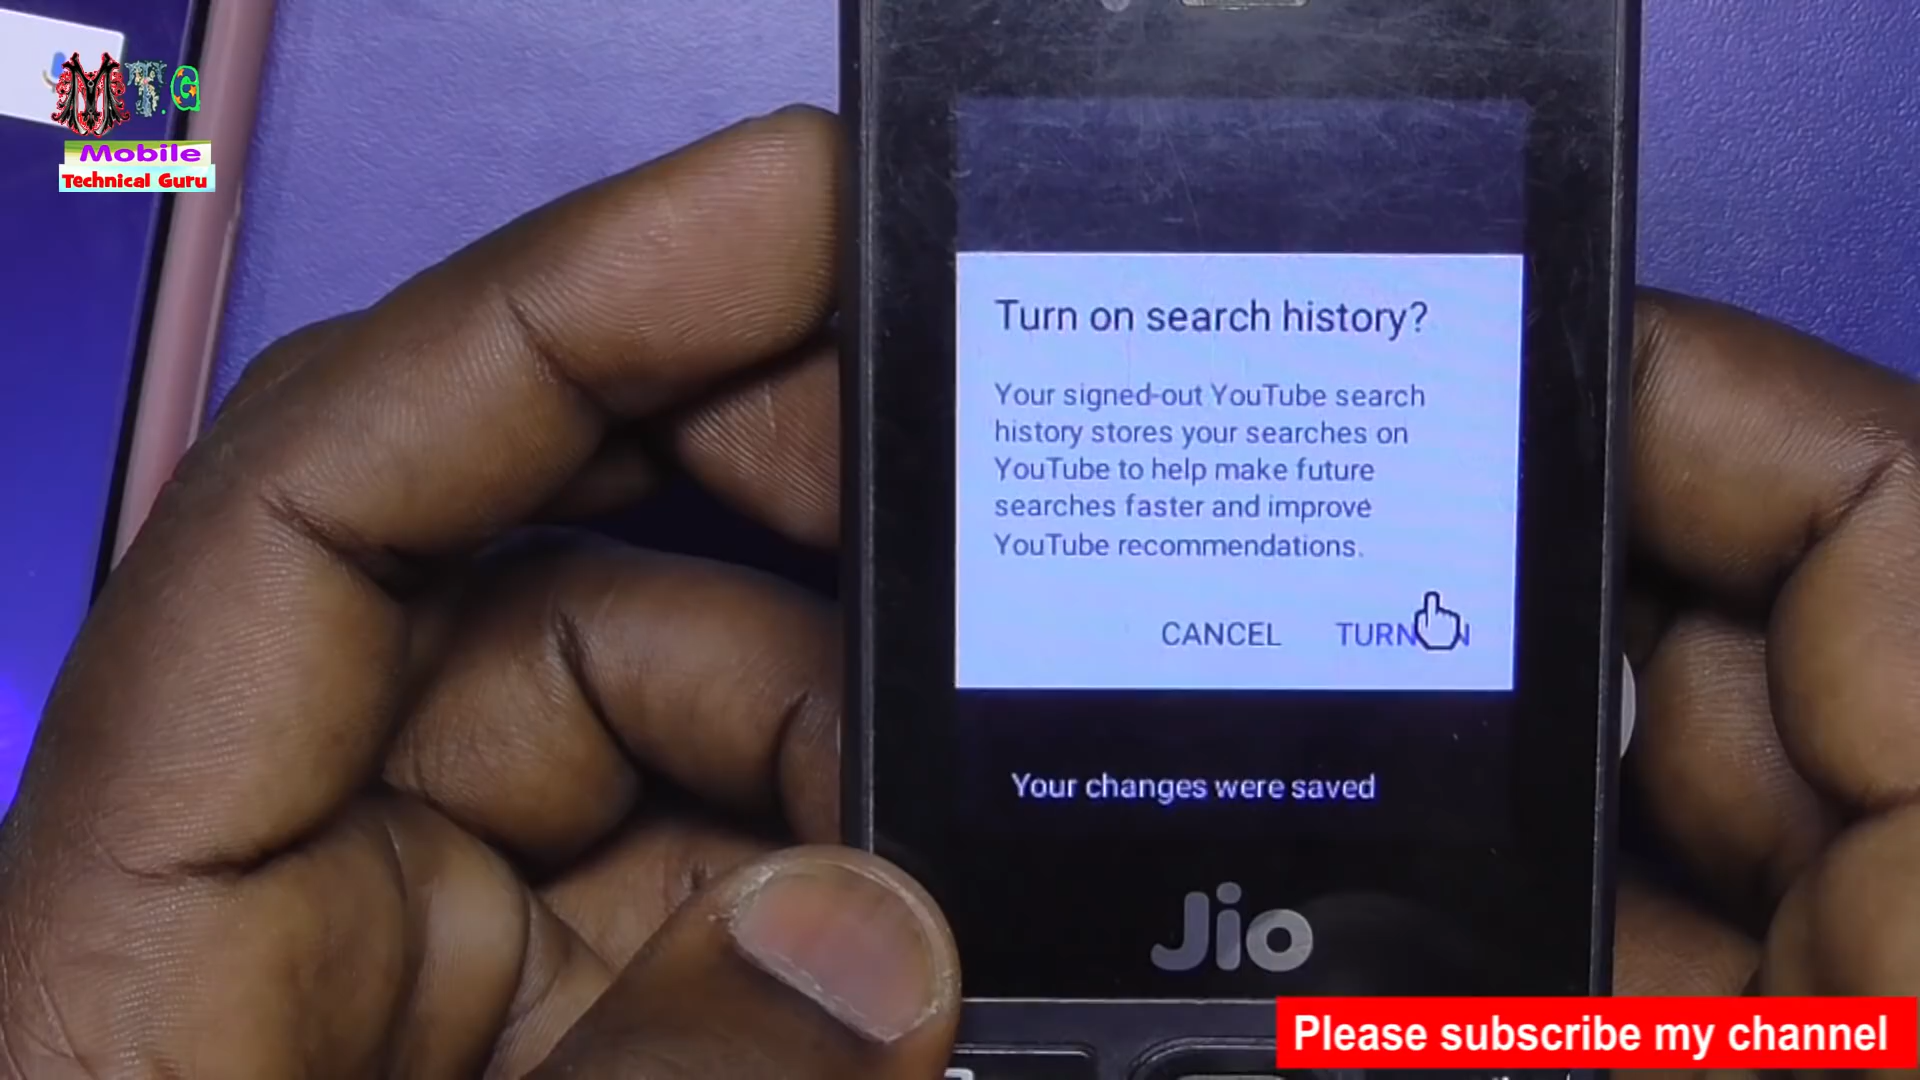 MTG
Mobile
Technical Guru
Turn on search history?
Your signed-out YouTube search
history stores your searches on
YouTube to help make future
searches faster and improve
YouTube recommendations.
CANCEL
TURN
Your changes were saved
Jio
Please subscribe my channel